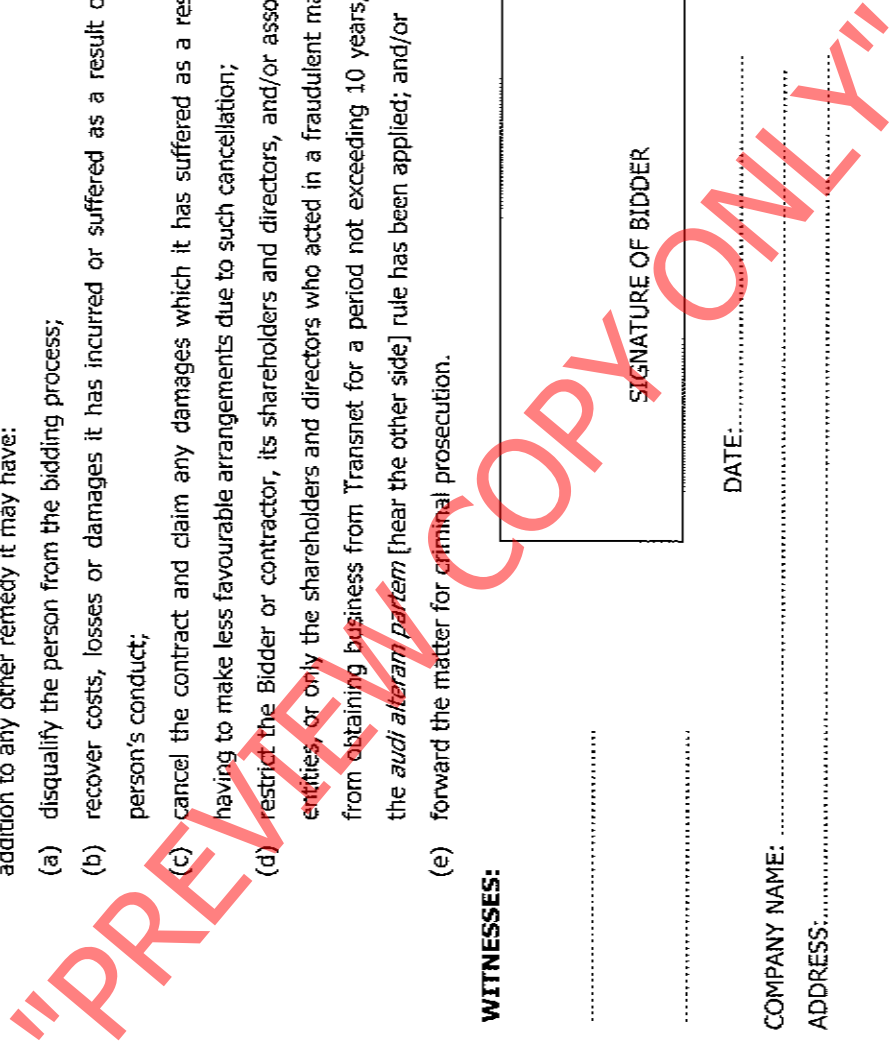 addition to any other remedy it may have:
(a) disqualify the person from the bidding process;
(b) recover costs, losses or damages it has incurred or suffered as a result
person's conduct;
(c) cancel the contract and claim any damages which it has suffered as a
having to make less favourable arrangements due to such cancellation;
(d) restrict the Bidder or contractor, its shareholders and directors, and/or
entities, or only the shareholders and directors who acted in a fraudulent
from obtaining business from Transnet for a period not exceeding 10 years,
the audi alteram partem [hear the other side] rule has been applied; and/or
(e) forward the matter for criminal prosecution.
WITNESSES:
SIGNATURE OF BIDDER
DATE:
COMPANY NAME:
ADDRESS:
"PREVIEW COPY ONLY"